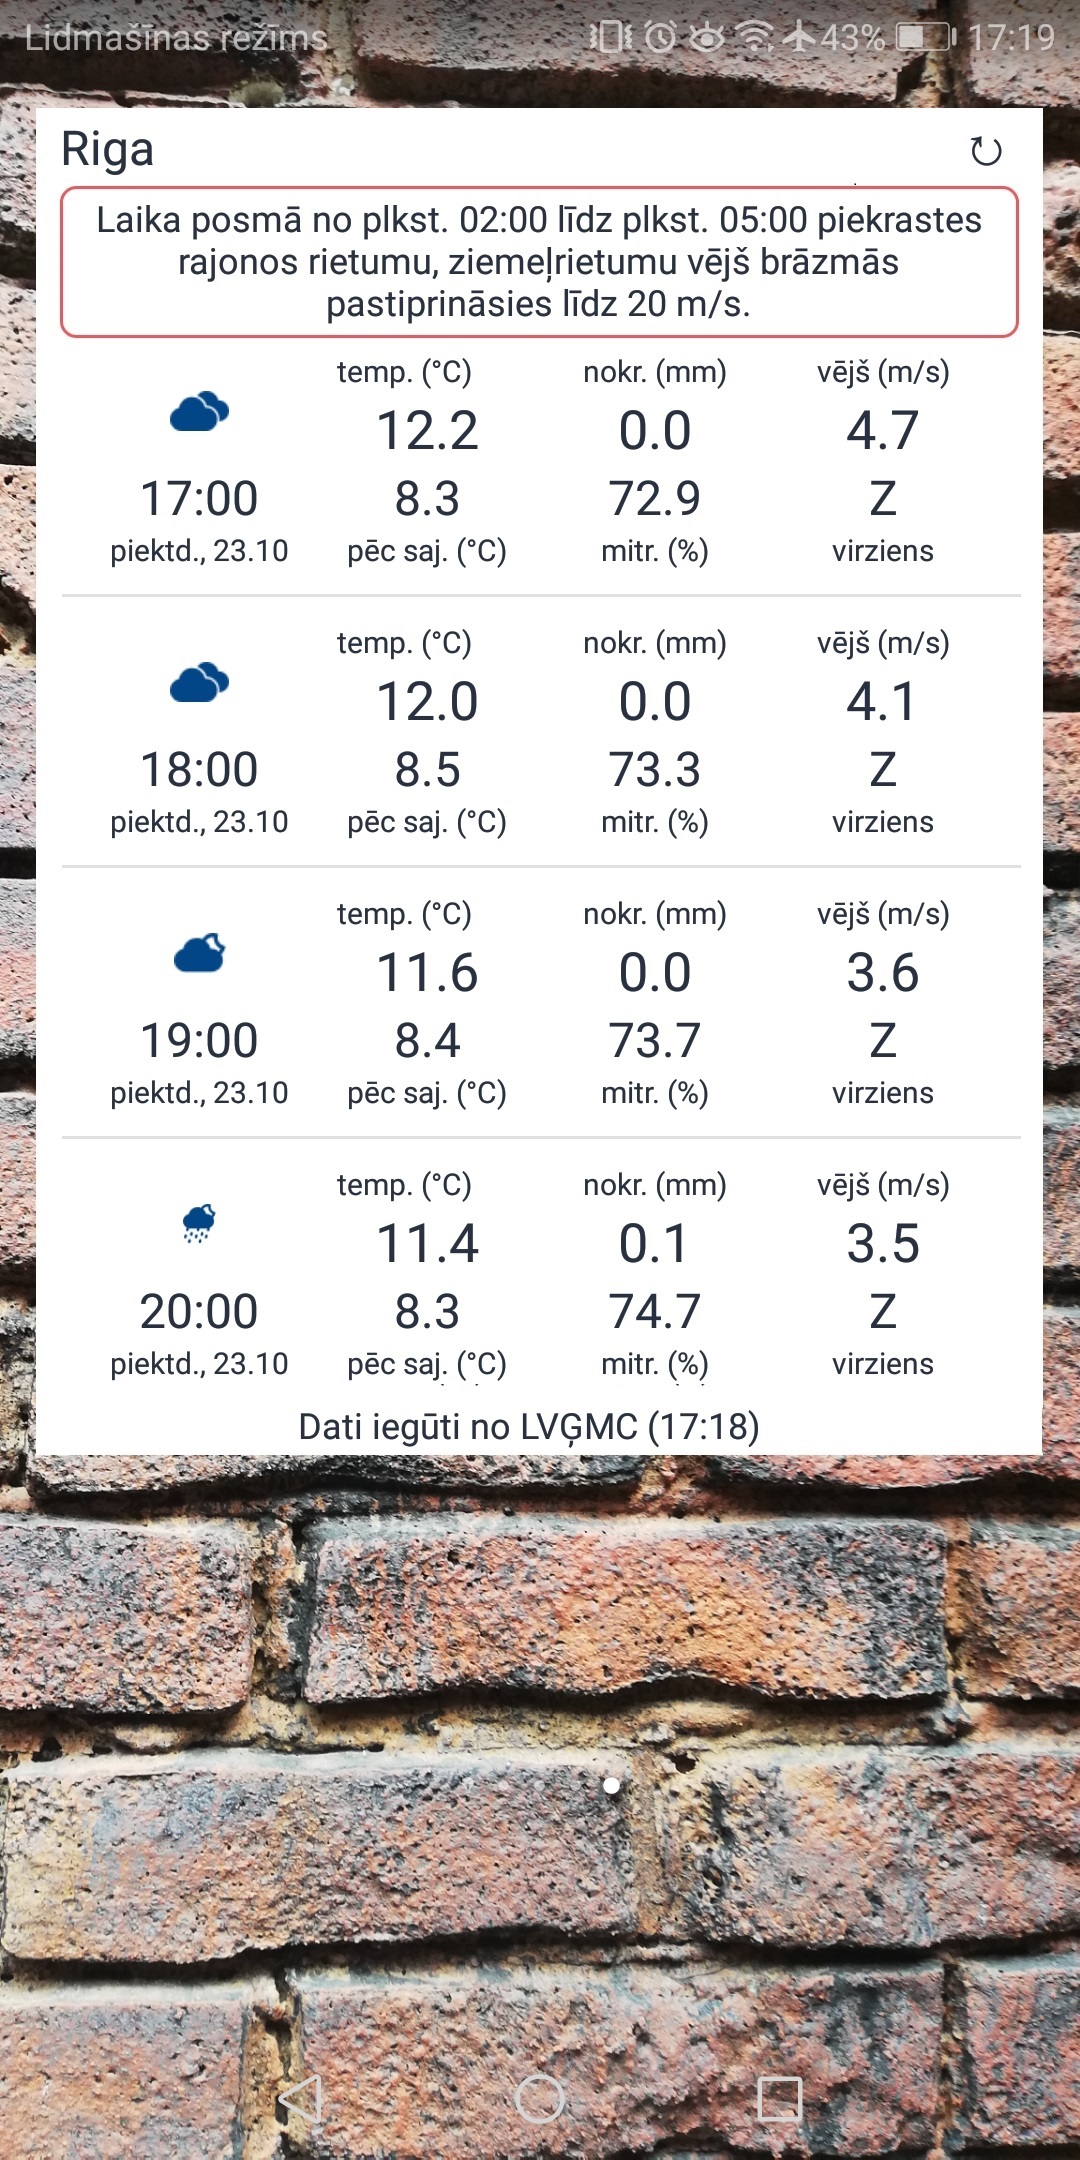 Lidmašīnas režīms 43% 17:19
Riga
Laika posmā no plkst. 02:00 līdz plkst. 05:00 piekrastes
rajonos rietumu, ziemeļrietumu vējš brāzmās
pastiprināsies līdz 20 m/s.
temp. (°C) nokr. (mm) vējš (m/s)
12.2 0.0 4.7
17:00 8.3 72.9 Z
piektd., 23.10 pēc saj. (°C) mitr. (%) virziens
temp. (°C) nokr. (mm) vējš (m/s)
12.0 0.0 4.1
18:00 8.5 73.3 Z
piektd., 23.10 pēc saj. (°C) mitr. (%) virziens
temp. (°C) nokr. (mm) vējš (m/s)
11.6 0.0 3.6
19:00 8.4 73.7 Z
piektd., 23.10 pēc saj. (°C) mitr. (%) virziens
temp. (°C) nokr. (mm) vējš (m/s)
11.4 0.1 3.5
20:00 8.3 74.7 Z
piektd., 23.10 pēc saj. (°C) mitr. (%) virziens
Dati iegūti no LVĢMC (17:18)